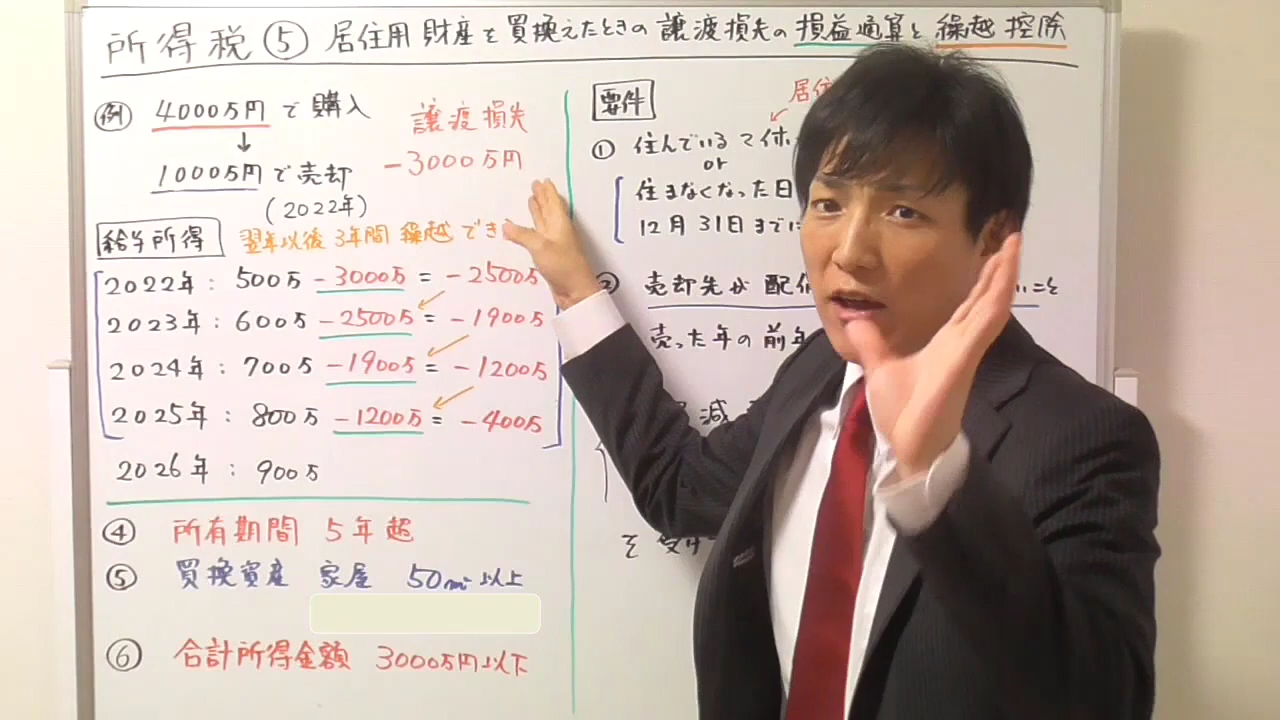 所得税⑤ 居住用財産を買換えたときの譲渡損失の損益通算と繰越控除
例 4000万円で購入
↓
1000万円で売却
(2022年)
譲渡損失
-3000万円
給与所得 翌年以後3年間繰越でき
2022年: 500万 -3000万 = -2500万
2023年: 600万 -2500万 = -1900万
2024年: 700万 -1900万 = -1200万
2025年: 800万 -1200万 = -400万
2026年: 900万
④ 所有期間 5年超
⑤ 買換資産 家屋 50㎡以上
⑥ 合計所得金額 3000万円以下
要件
居住
① 住んでいるマイホ
or
住まなくなった日
12月31日までに
売却先が配 いこと
売った年の前年
減
を受け